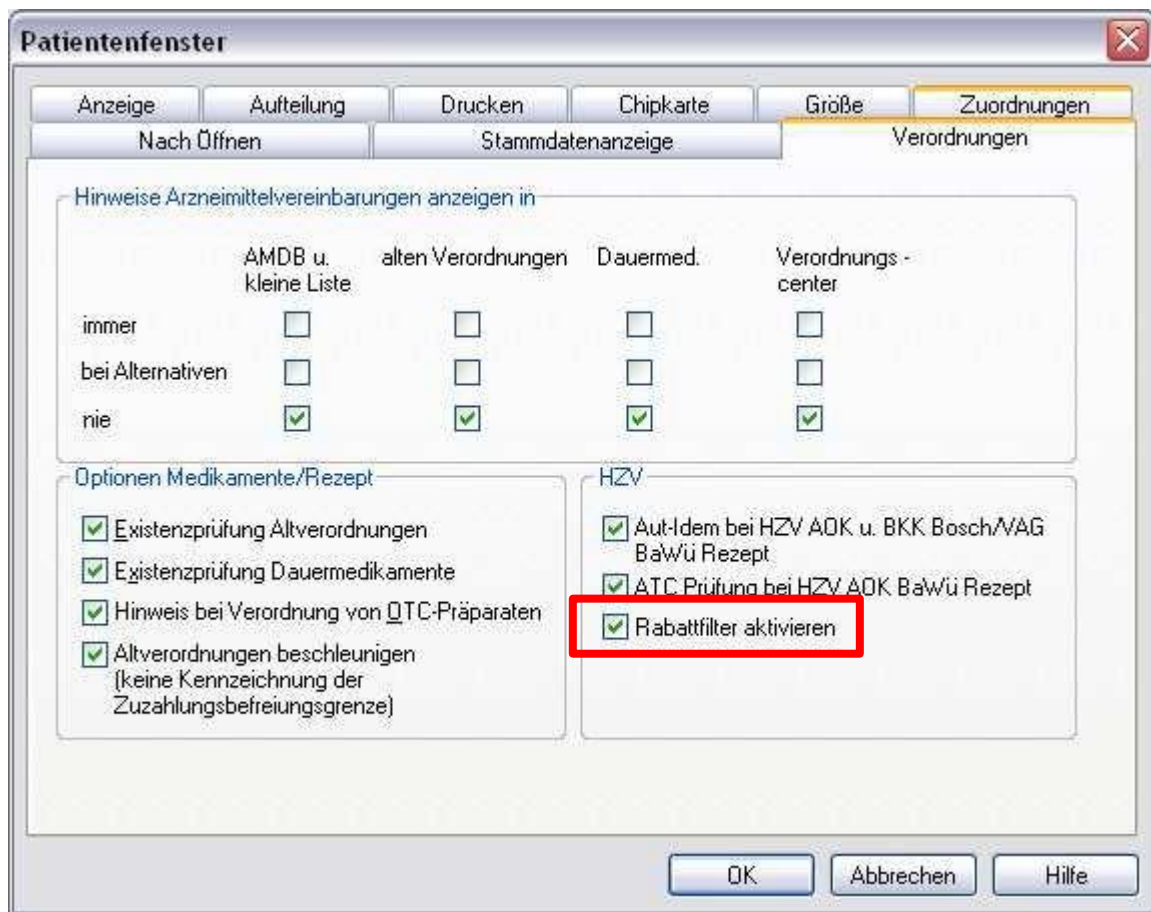 Patientenfenster
Anzeige Aufteilung Drucken Chipkarte Größe Zuordnungen
Nach Öffnen Stammdatenanzeige Verordnungen
Hinweise Arzneimittelvereinbarungen anzeigen in
AMDB u. alten Verordnungen Dauermed. Verordnungs -
kleine Liste center
immer
bei Alternativen
nie
Optionen Medikamente/Rezept
Existenzprüfung Altverordnungen
Existenzprüfung Dauermedikamente
Hinweis bei Verordnung von OTC-Präparaten
Altverordnungen beschleunigen
(keine Kennzeichnung der
Zuzahlungsbefreiungsgrenze)
HZV
Aut-Idem bei HZV AOK u. BKK Bosch/VAG
BaWü Rezept
ATC Prüfung bei HZV AOK BaWü Rezept
Rabattfilter aktivieren
OK Abbrechen Hilfe